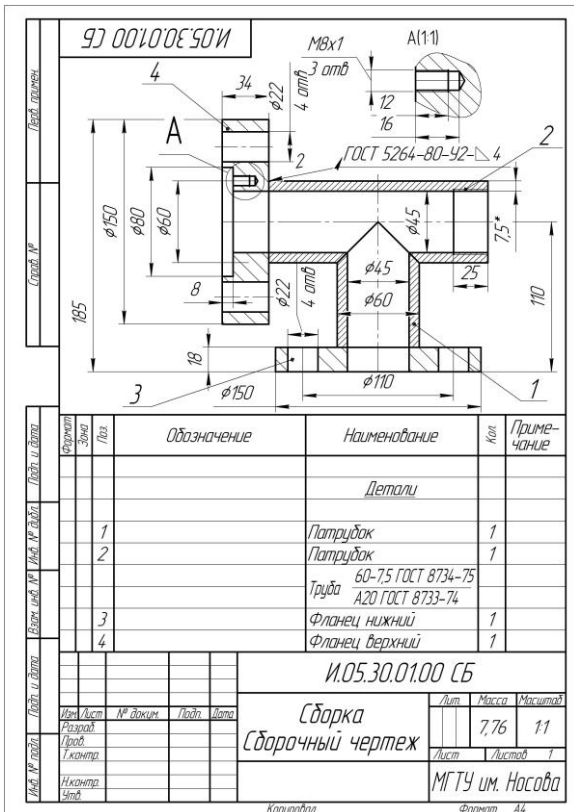 И.05.30.01.00 СБ
Перв. примен.
Справ. №
Подп. и дата
Инв. № дубл.
Взам. инв. №
Подп. и дата
Инв. № подл.
4
34
⌀22
4 отв
М8х1
3 отв
А(1:1)
12
16
А
2
ГОСТ 5264-80-У2-⊿4
2
⌀150
⌀80
⌀60
185
8
18
⌀22
4 отв
⌀45
⌀60
⌀45
7,5*
25
110
3
⌀150
⌀110
1
Формат
Зона
Поз.
Обозначение
Наименование
Кол.
Приме-
чание
Детали
1 Патрубок 1
2 Патрубок 1
Труба 60-7,5 ГОСТ 8734-75
А20 ГОСТ 8733-74
3 Фланец нижний 1
4 Фланец верхний 1
И.05.30.01.00 СБ
Изм. Лист № докум. Подп. Дата
Разраб.
Пров.
Т.контр.
Н.контр.
Утв.
Сборка
Сборочный чертеж
Лит. Масса Масштаб
7,76 1:1
Лист Листов 1
МГТУ им. Носова
Копировал Формат А4